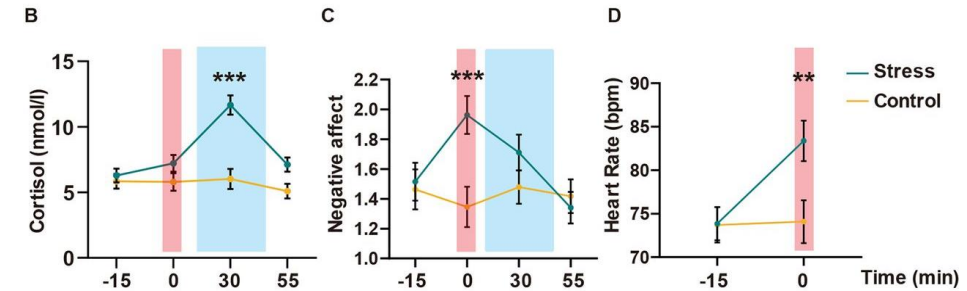 B
Cortisol (nmol/l)
15
10
5
0
***
-15 0 30 55
C
Negative affect
2.2
2.0
1.8
1.6
1.4
1.2
1.0
***
-15 0 30 55
D
Heart Rate (bpm)
90
85
80
75
70
**
-15 0
Time (min)
Stress
Control